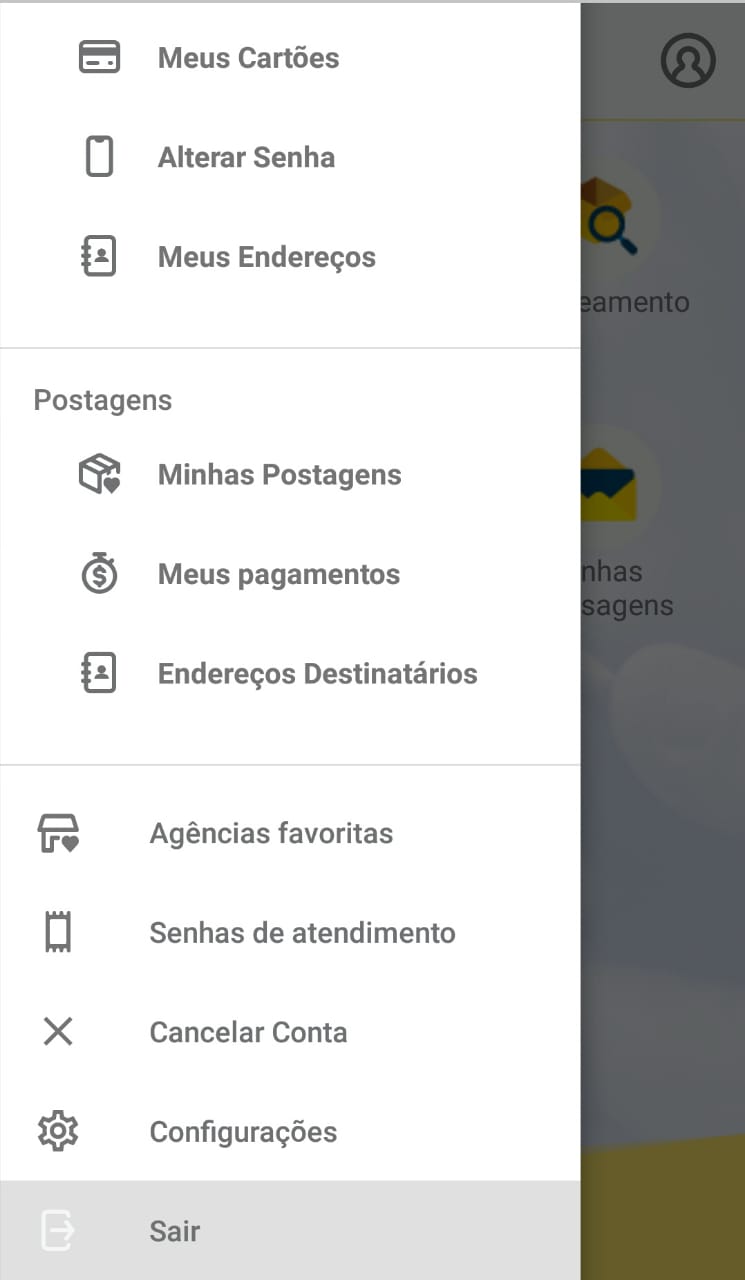 Meus Cartões
Alterar Senha
Meus Endereços
eamento
Postagens
Minhas Postagens
Meus pagamentos
nhas
sagens
Endereços Destinatários
Agências favoritas
Senhas de atendimento
Cancelar Conta
Configurações
Sair